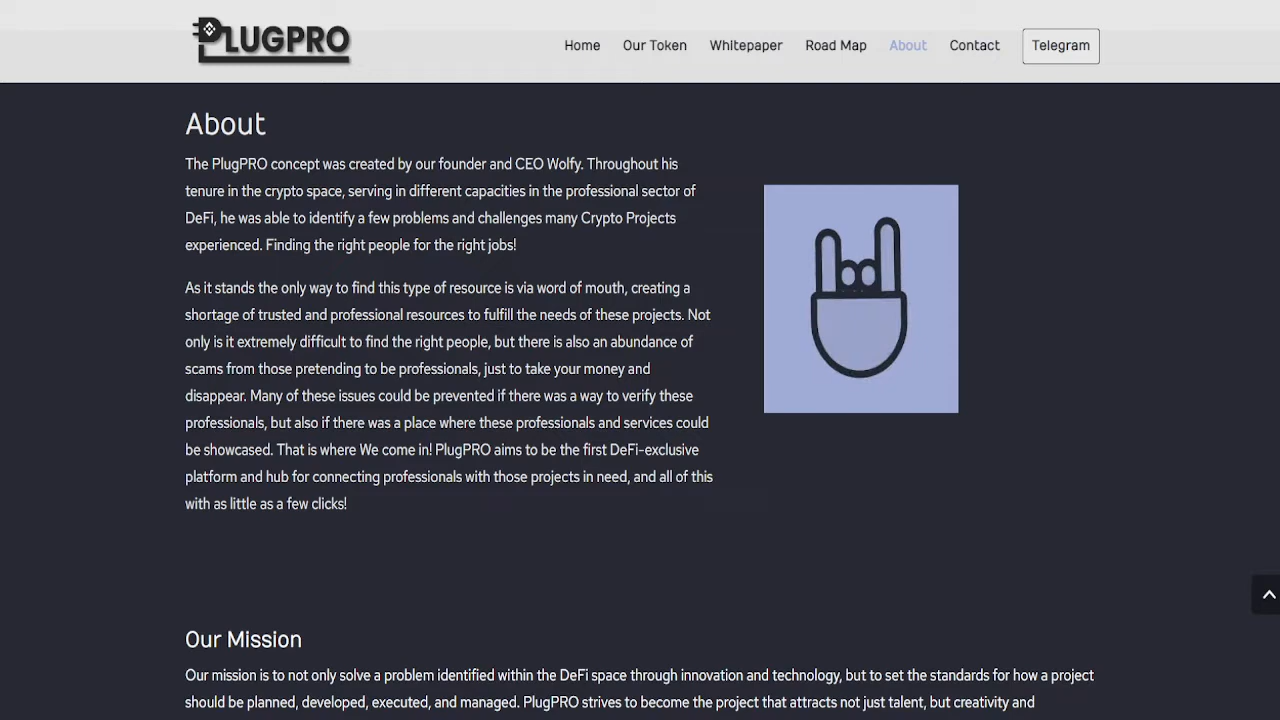 PLUGPRO
Home Our Token Whitepaper Road Map About Contact Telegram
About
The PlugPRO concept was created by our founder and CEO Wolfy. Throughout his
tenure in the crypto space, serving in different capacities in the professional sector of
DeFi, he was able to identify a few problems and challenges many Crypto Projects
experienced. Finding the right people for the right jobs!
As it stands the only way to find this type of resource is via word of mouth, creating a
shortage of trusted and professional resources to fulfill the needs of these projects. Not
only is it extremely difficult to find the right people, but there is also an abundance of
scams from those pretending to be professionals, just to take your money and
disappear. Many of these issues could be prevented if there was a way to verify these
professionals, but also if there was a place where these professionals and services could
be showcased. That is where We come in! PlugPRO aims to be the first DeFi-exclusive
platform and hub for connecting professionals with those projects in need, and all of this
with as little as a few clicks!
Our Mission
Our mission is to not only solve a problem identified within the DeFi space through innovation and technology, but to set the standards for how a project
should be planned, developed, executed, and managed. PlugPRO strives to become the project that attracts not just talent, but creativity and